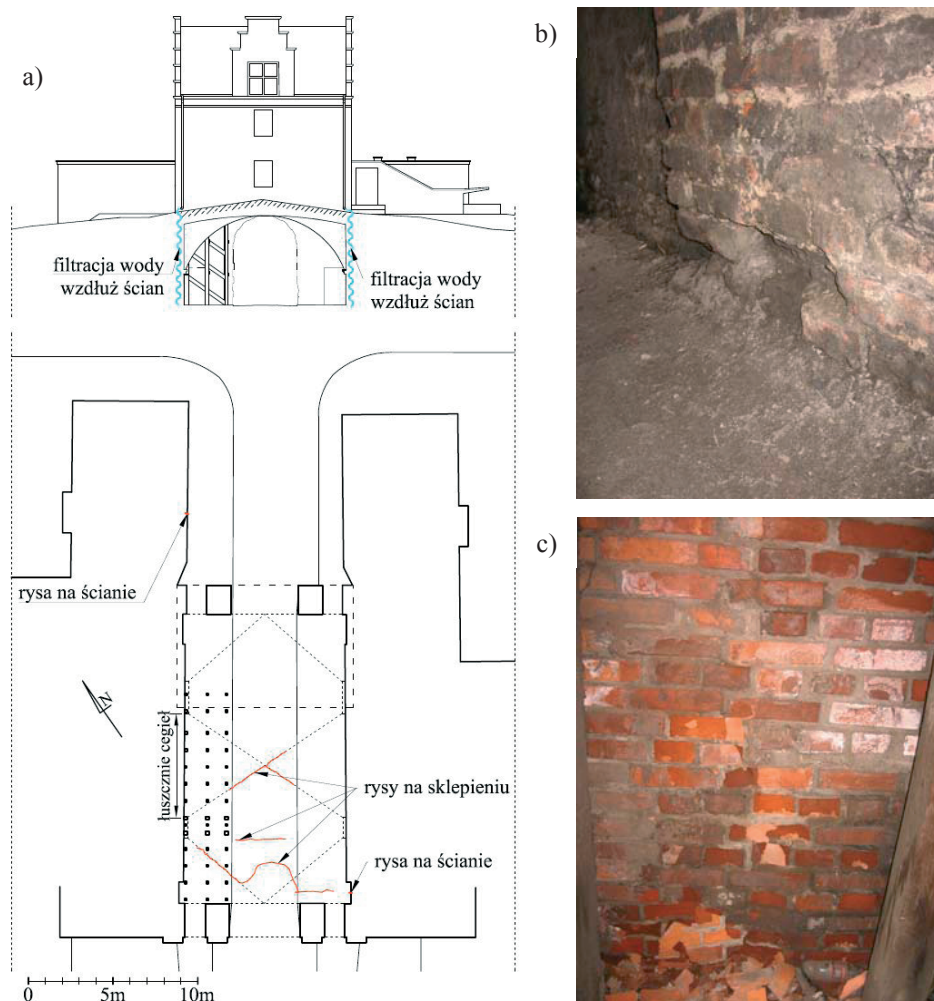 a)
filtracja wody
wzdłuż ścian
filtracja wody
wzdłuż ścian
rysa na ścianie
N
łuszcznie cegieł
rysy na sklepieniu
rysa na ścianie
0 5m 10m
b)
c)